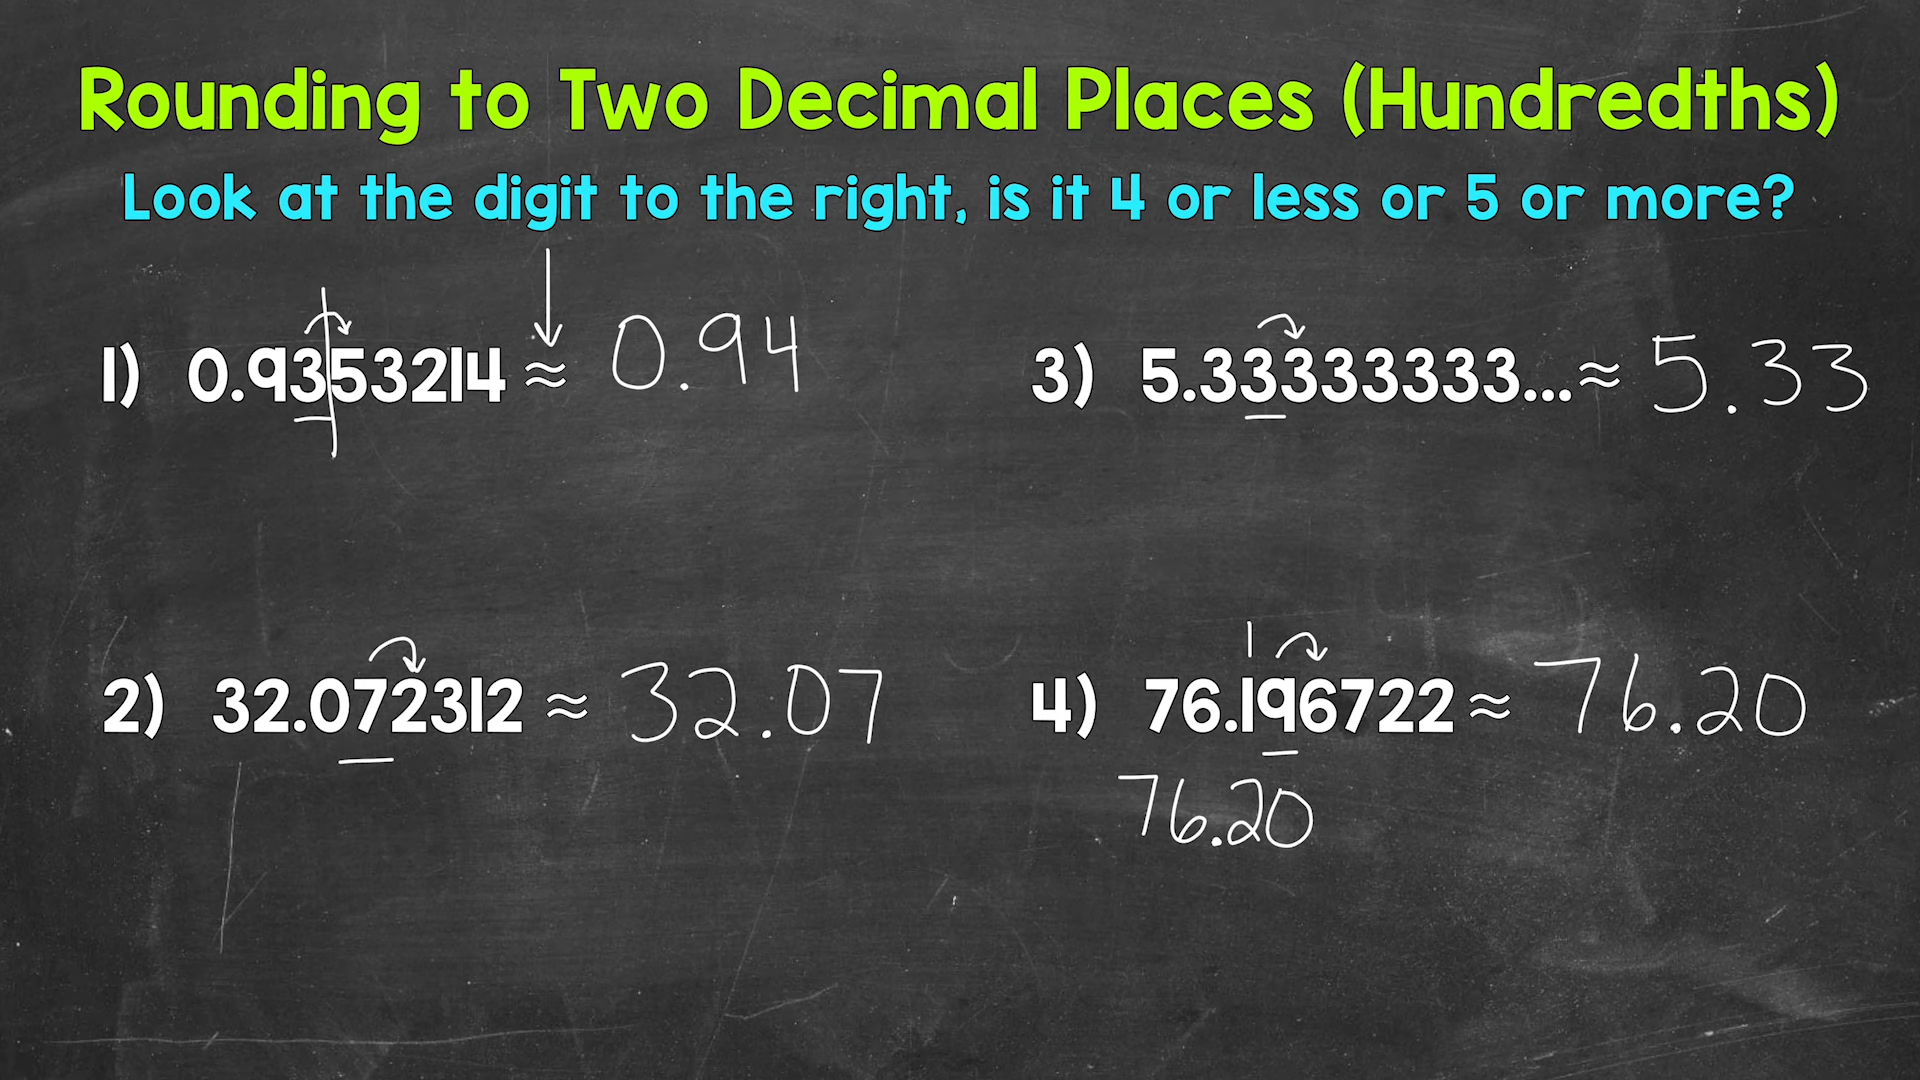 Rounding to Two Decimal Places (Hundredths)
Look at the digit to the right, is it 4 or less or 5 or more?
1) 0.9353214 ≈ 0.94
3) 5.33333333... ≈ 5.33
2) 32.072312 ≈ 32.07
1
4) 76.196722 ≈ 76.20
76.20